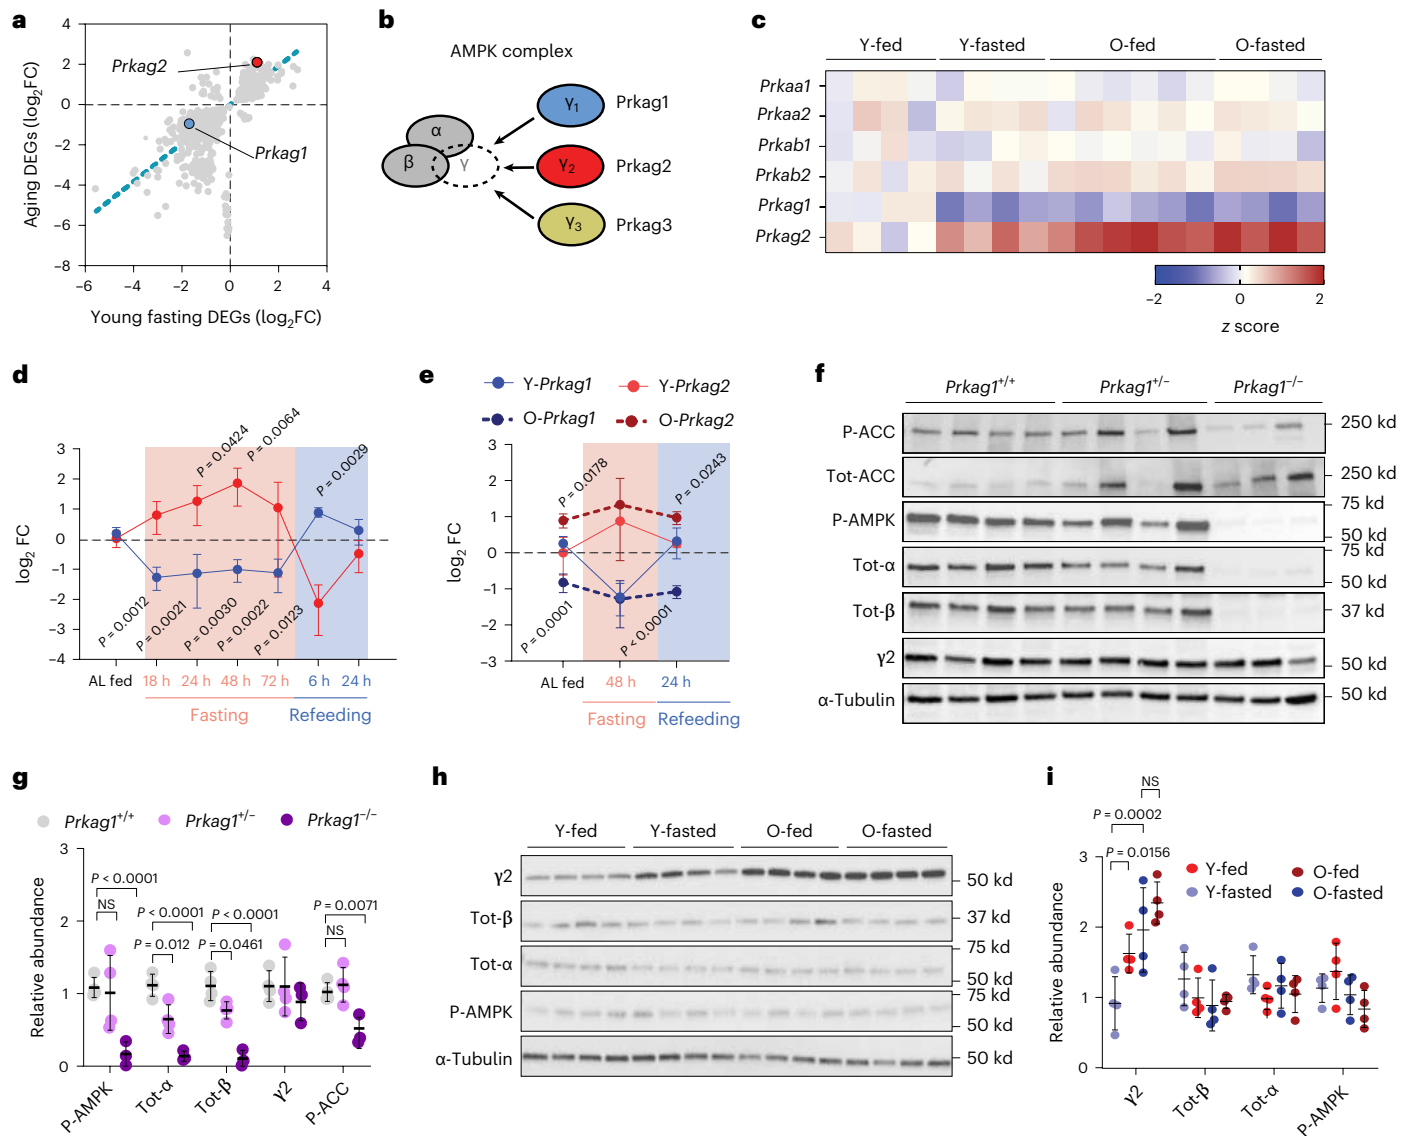 a
4
2
0
−2
−4
−6
−8
−6
−4
−2
0
2
4
Aging DEGs (log2FC)
Young fasting DEGs (log2FC)
Prkag2
Prkag1
b
AMPK complex
α
β
γ
γ1
Prkag1
γ2
Prkag2
γ3
Prkag3
c
Y-fed
Y-fasted
O-fed
O-fasted
Prkaa1
Prkaa2
Prkab1
Prkab2
Prkag1
Prkag2
−2
0
2
z score
d
3
2
1
0
−1
−2
−3
−4
log2 FC
P = 0.0424
P = 0.0064
P = 0.0029
P = 0.0012
P = 0.0021
P = 0.0030
P = 0.0022
P = 0.0123
AL fed
18 h
24 h
48 h
72 h
6 h
24 h
Fasting
Refeeding
e
Y-Prkag1
Y-Prkag2
O-Prkag1
O-Prkag2
3
2
1
0
−1
−2
−3
log2 FC
P = 0.0178
P = 0.0243
P = 0.0001
P < 0.0001
AL fed
48 h
24 h
Fasting
Refeeding
f
Prkag1+/+
Prkag1+/−
Prkag1−/−
P-ACC
250 kd
Tot-ACC
250 kd
75 kd
P-AMPK
50 kd
75 kd
Tot-α
50 kd
Tot-β
37 kd
γ2
50 kd
α-Tubulin
50 kd
g
Prkag1+/+
Prkag1+/−
Prkag1−/−
3
2
1
0
Relative abundance
P < 0.0001
NS
P < 0.0001
P = 0.012
P < 0.0001
P = 0.0461
P = 0.0071
NS
P-AMPK
Tot-α
Tot-β
γ2
P-ACC
h
Y-fed
Y-fasted
O-fed
O-fasted
γ2
50 kd
Tot-β
37 kd
75 kd
Tot-α
50 kd
75 kd
P-AMPK
50 kd
α-Tubulin
50 kd
i
NS
P = 0.0002
P = 0.0156
3
2
1
0
Relative abundance
Y-fed
O-fed
Y-fasted
O-fasted
γ2
Tot-β
Tot-α
P-AMPK